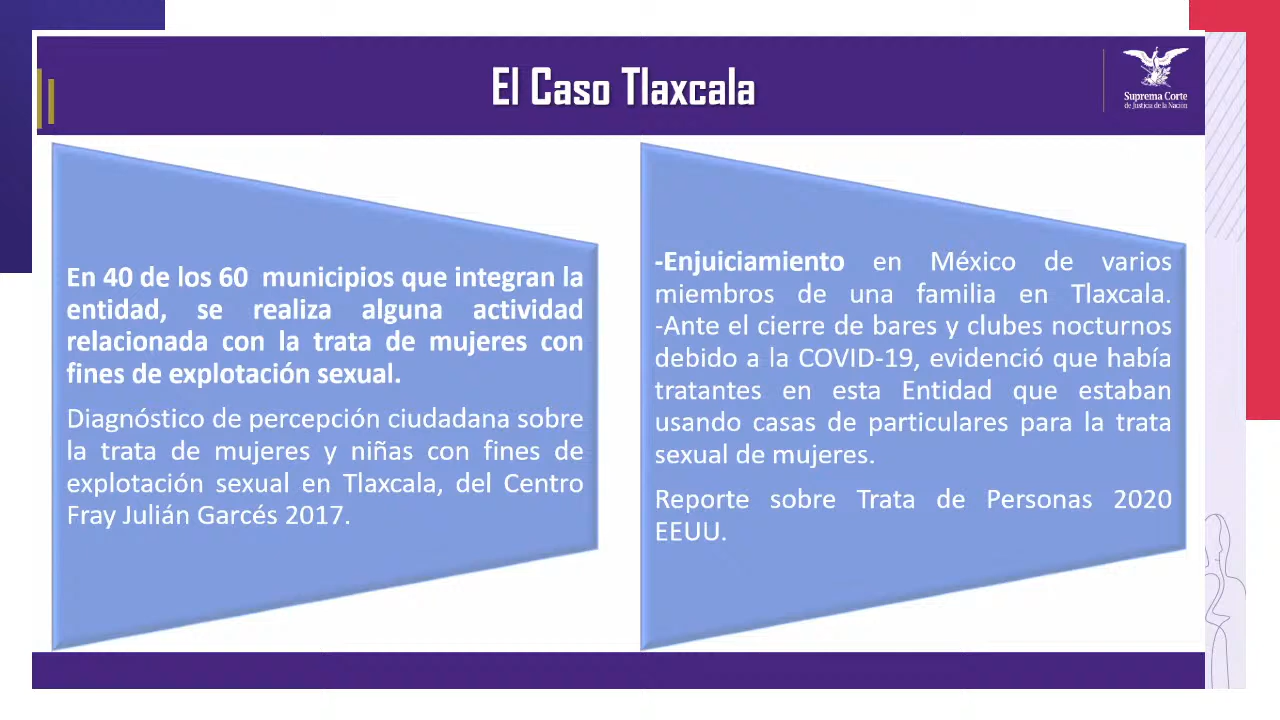 El Caso Tlaxcala
Suprema Corte
de Justicia de la Nación
En 40 de los 60 municipios que integran la
entidad, se realiza alguna actividad
relacionada con la trata de mujeres con
fines de explotación sexual.
Diagnóstico de percepción ciudadana sobre
la trata de mujeres y niñas con fines de
explotación sexual en Tlaxcala, del Centro
Fray Julián Garcés 2017.
-Enjuiciamiento en México de varios
miembros de una familia en Tlaxcala.
-Ante el cierre de bares y clubes nocturnos
debido a la COVID-19, evidenció que había
tratantes en esta Entidad que estaban
usando casas de particulares para la trata
sexual de mujeres.
Reporte sobre Trata de Personas 2020
EEUU.